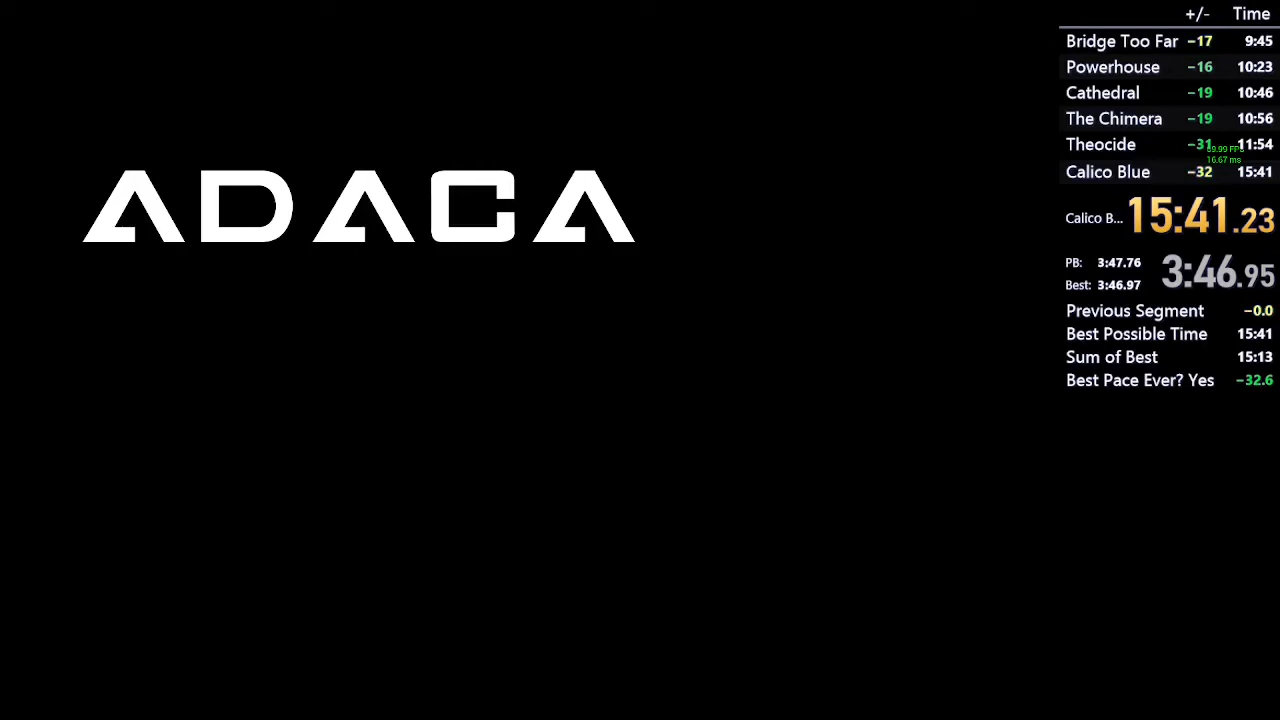 ADACA
+/- Time
Bridge Too Far −17 9:45
Powerhouse −16 10:23
Cathedral −19 10:46
The Chimera −19 10:56
Theocide −31 11:54
16.67 ms
Calico Blue −32 15:41
Calico B... 15:41.23
PB: 3:47.76 3:46.95
Best: 3:46.97
Previous Segment −0.0
Best Possible Time 15:41
Sum of Best 15:13
Best Pace Ever? Yes −32.6